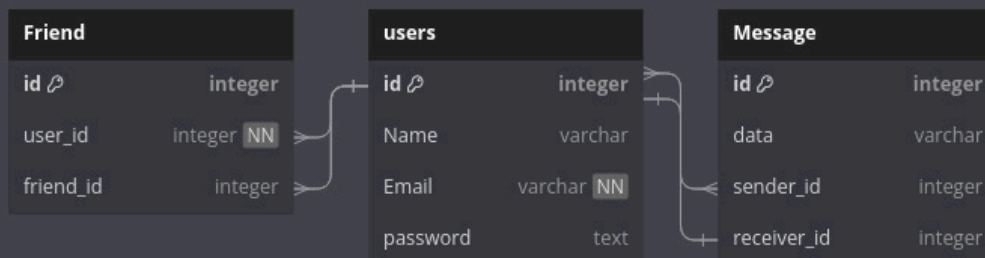 Friend
id integer
user_id integer NN
friend_id integer
users
id integer
Name varchar
Email varchar NN
password text
Message
id integer
data varchar
sender_id integer
receiver_id integer